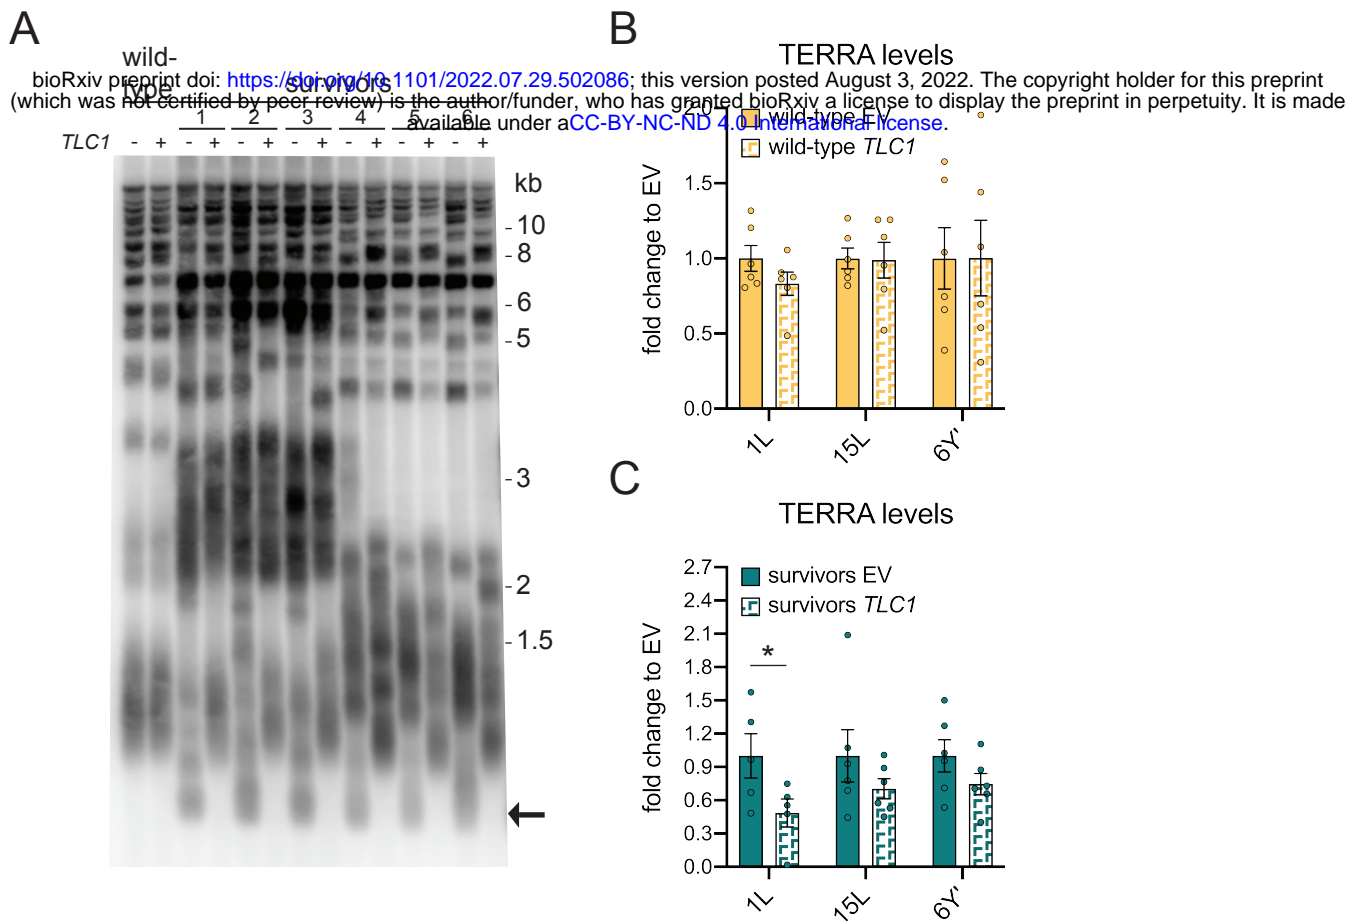 A
B
wild-
type
survivors
TERRA levels
bioRxiv preprint doi: https://doi.org/10.1101/2022.07.29.502086; this version posted August 3, 2022. The copyright holder for this preprint
(which was not certified by peer review) is the author/funder, who has granted bioRxiv a license to display the preprint in perpetuity. It is made
available under aCC-BY-NC-ND 4.0 International license.
1 2 3 4 5 6
TLC1 - + - + - + - + - + - + - +
kb
10
8
6
5
3
2
1.5
wild-type EV
wild-type TLC1
fold change to EV
2.0
1.5
1.0
0.5
0.0
1L 15L 6Y'
C
TERRA levels
survivors EV
survivors TLC1
fold change to EV
2.7
2.4
2.1
1.8
1.5
1.2
0.9
0.6
0.3
0.0
*
1L 15L 6Y'